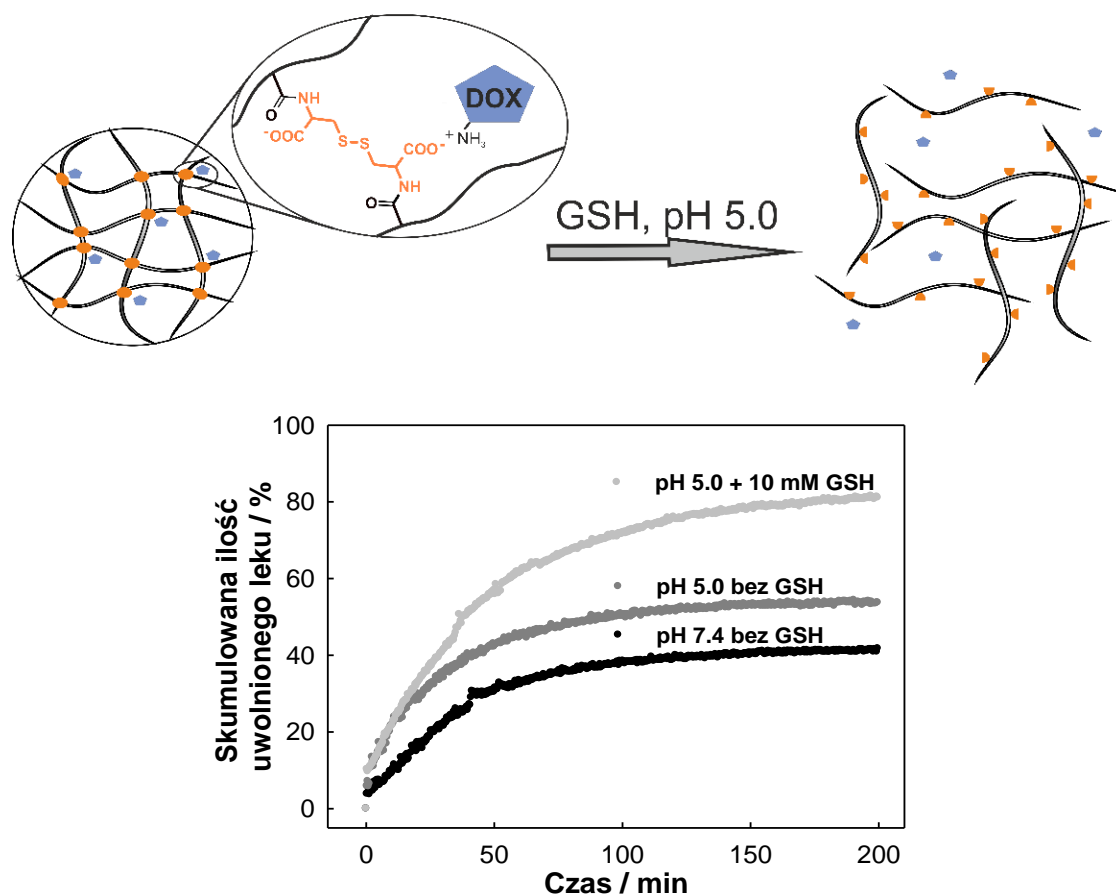 DOX
NH
O
⁻OOC
S
S
COO⁻
⁺NH₃
NH
O
GSH, pH 5.0
Skumulowana ilość
uwolnionego leku / %
100
80
60
40
20
0
pH 5.0 + 10 mM GSH
pH 5.0 bez GSH
pH 7.4 bez GSH
0
50
100
150
200
Czas / min